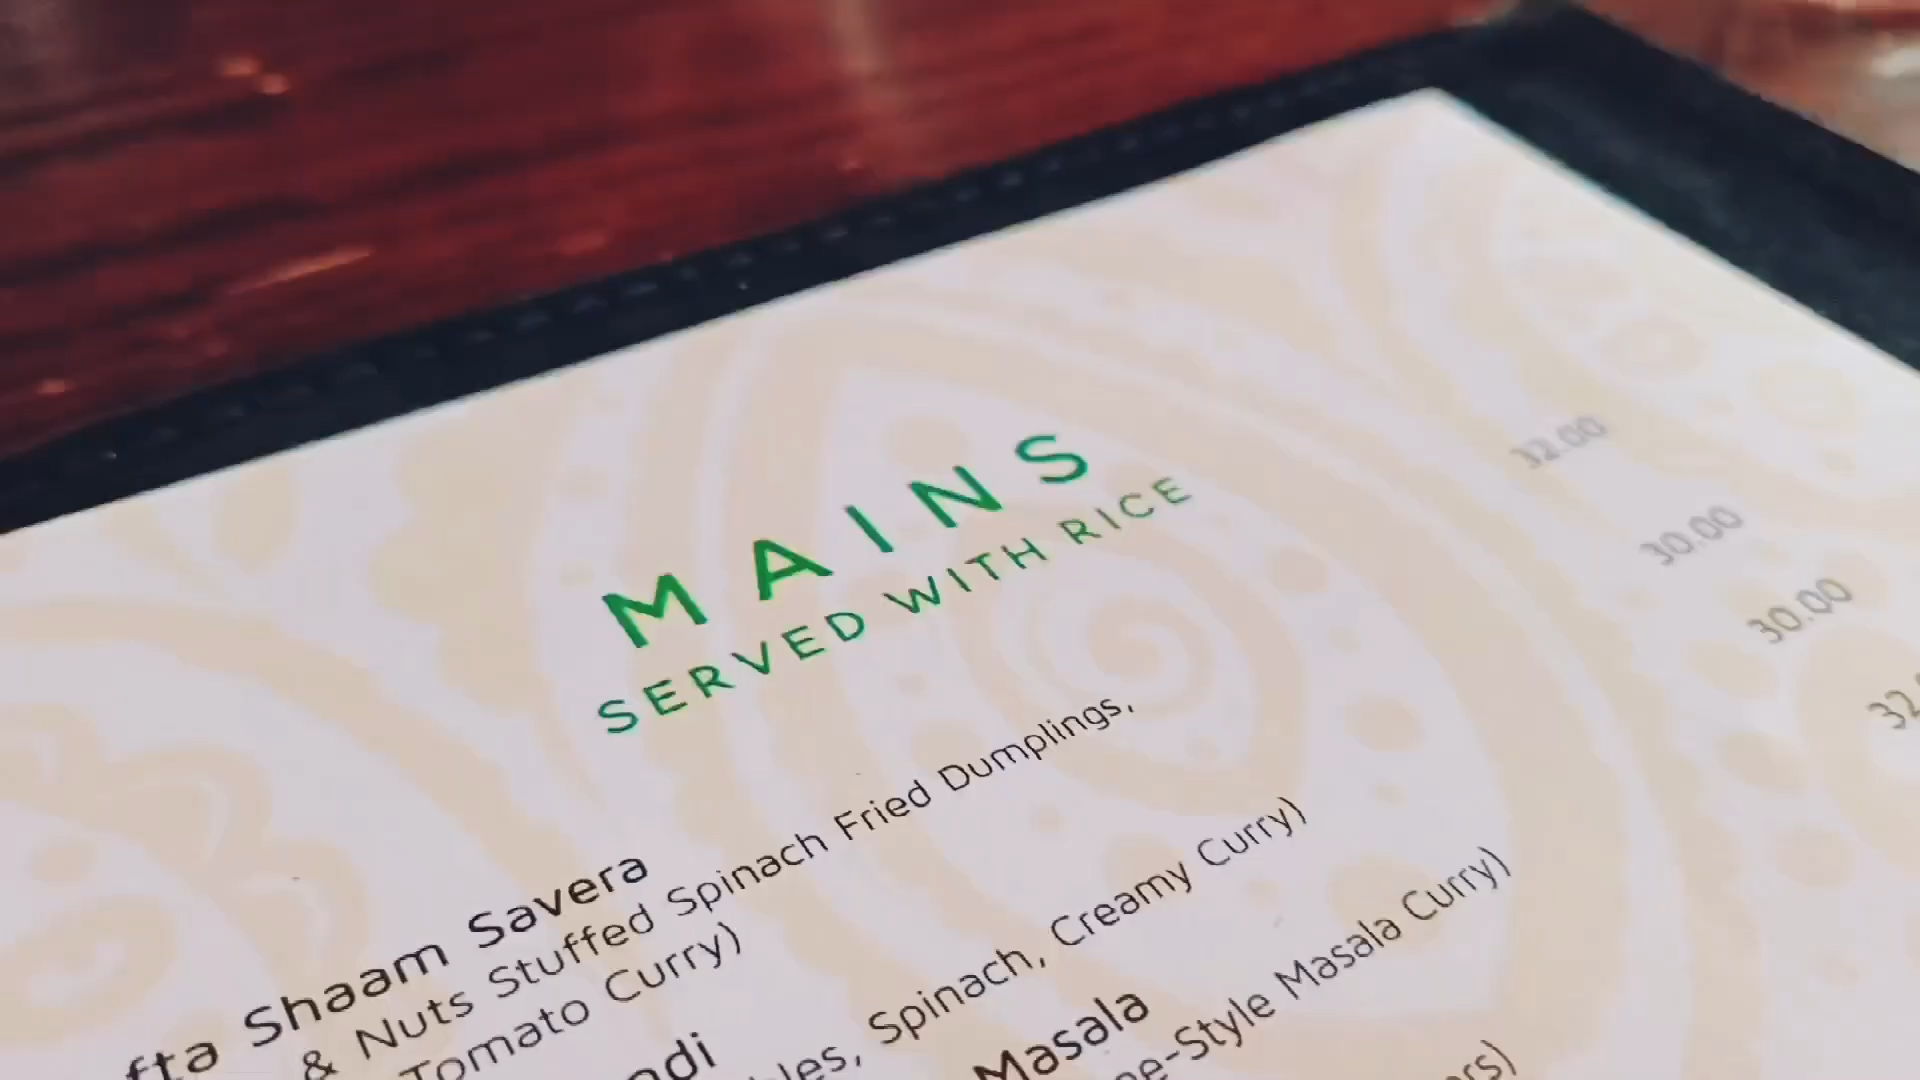 MAINS
SERVED WITH RICE
Shaam Savera
32.00
& Nuts Stuffed Spinach Fried Dumplings,
Tomato Curry)
30.00
Spinach, Creamy Curry)
Masala
30.00
-Style Masala Curry)